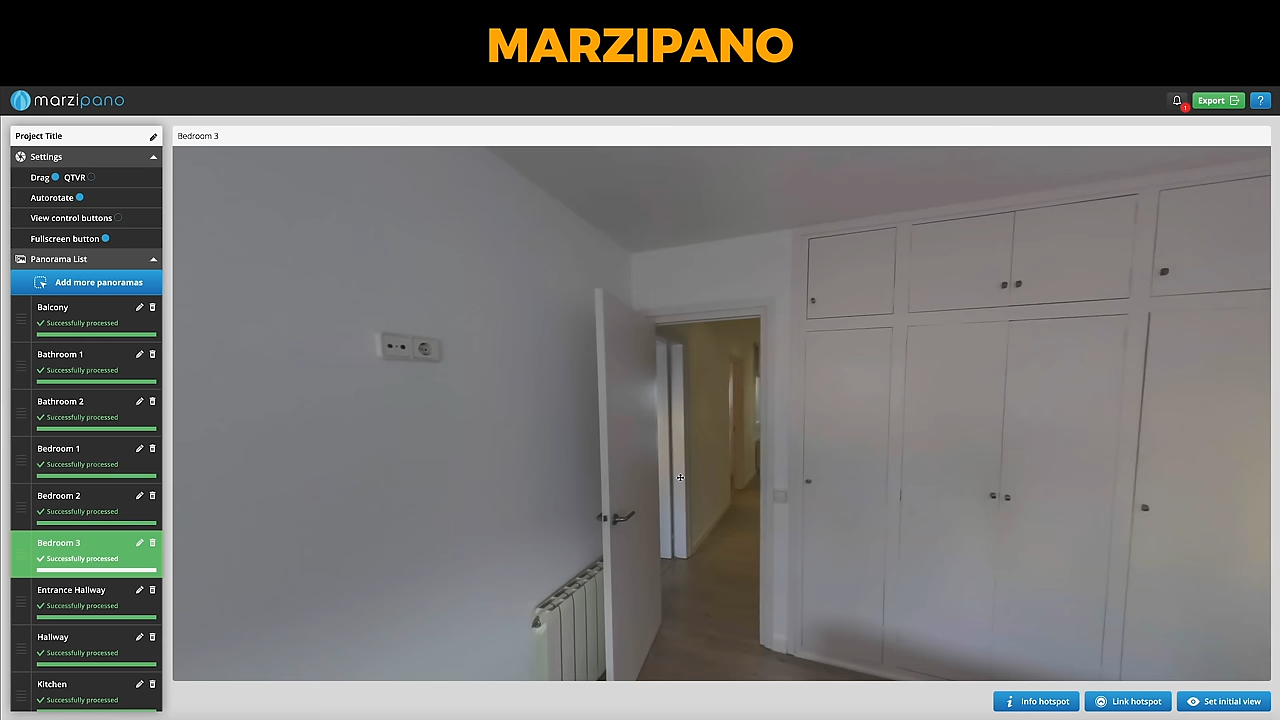 MARZIPANO
marzipano
1
Export
?
Project Title
Bedroom 3
Settings
Drag QTVR
Autorotate
View control buttons
Fullscreen button
Panorama List
Add more panoramas
Balcony
Successfully processed
Bathroom 1
Successfully processed
Bathroom 2
Successfully processed
Bedroom 1
Successfully processed
Bedroom 2
Successfully processed
Bedroom 3
Successfully processed
Entrance Hallway
Successfully processed
Hallway
Successfully processed
Kitchen
Successfully processed
Info hotspot
Link hotspot
Set initial view